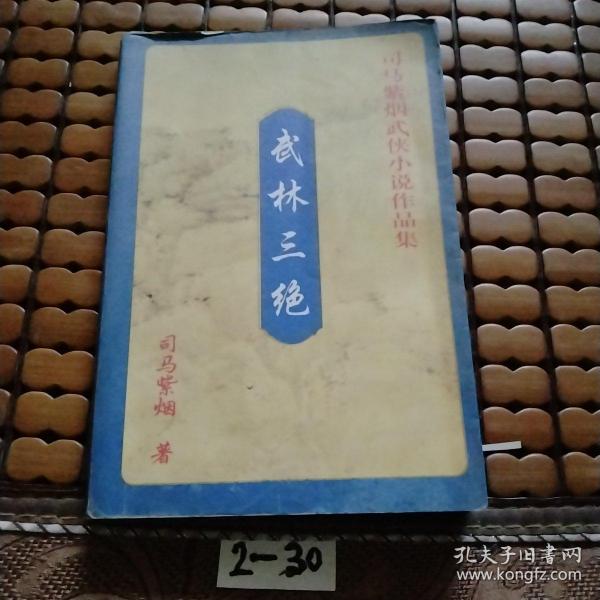 司马紫烟武侠小说作品集
武林三绝
司马紫烟 著
2-30
孔夫子旧書网
www.kongfz.com